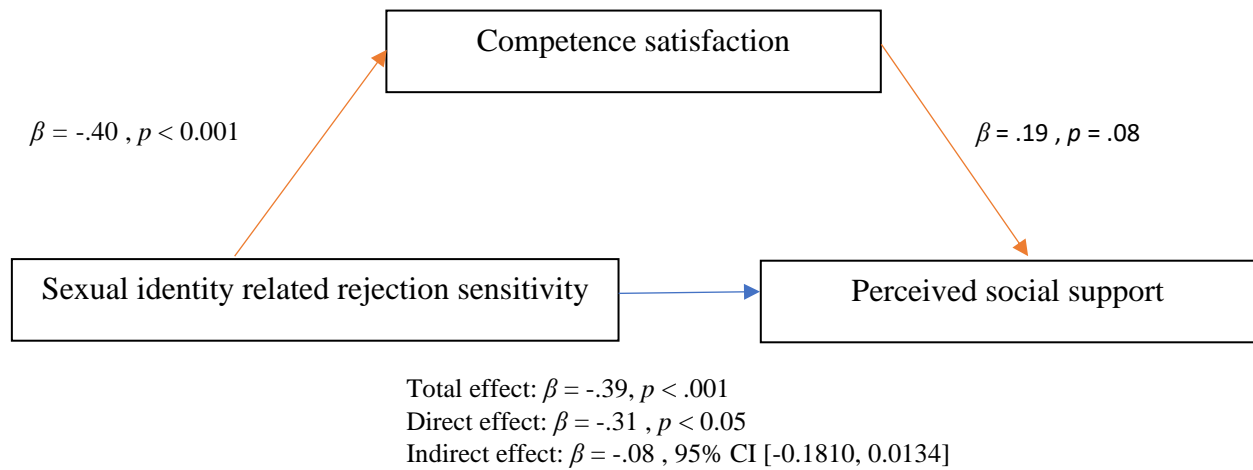 Competence satisfaction
β = -.40 , p < 0.001
β = .19 , p = .08
Sexual identity related rejection sensitivity
Perceived social support
Total effect: β = -.39, p < .001
Direct effect: β = -.31 , p < 0.05
Indirect effect: β = -.08 , 95% CI [-0.1810, 0.0134]